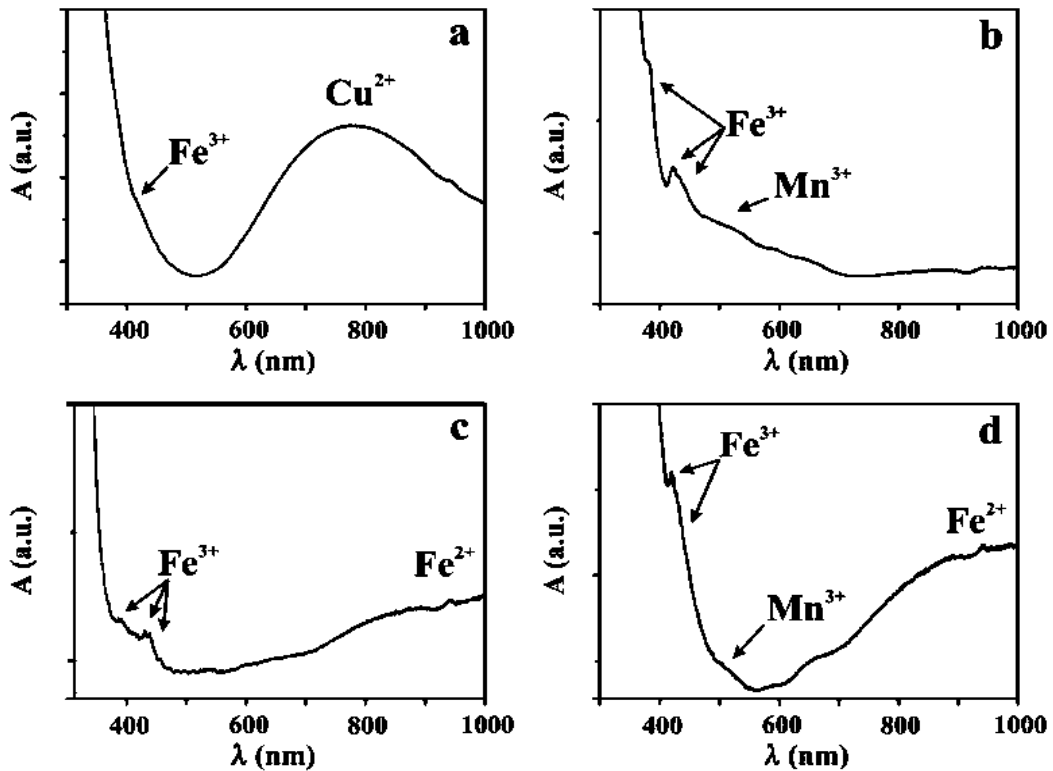 a
Cu²⁺
Fe³⁺
A (a.u.)
400 600 800 1000
λ (nm)
b
Fe³⁺
Mn³⁺
A (a.u.)
400 600 800 1000
λ (nm)
c
Fe³⁺
Fe²⁺
A (a.u.)
400 600 800 1000
λ (nm)
d
Fe³⁺
Fe²⁺
Mn³⁺
A (a.u.)
400 600 800 1000
λ (nm)